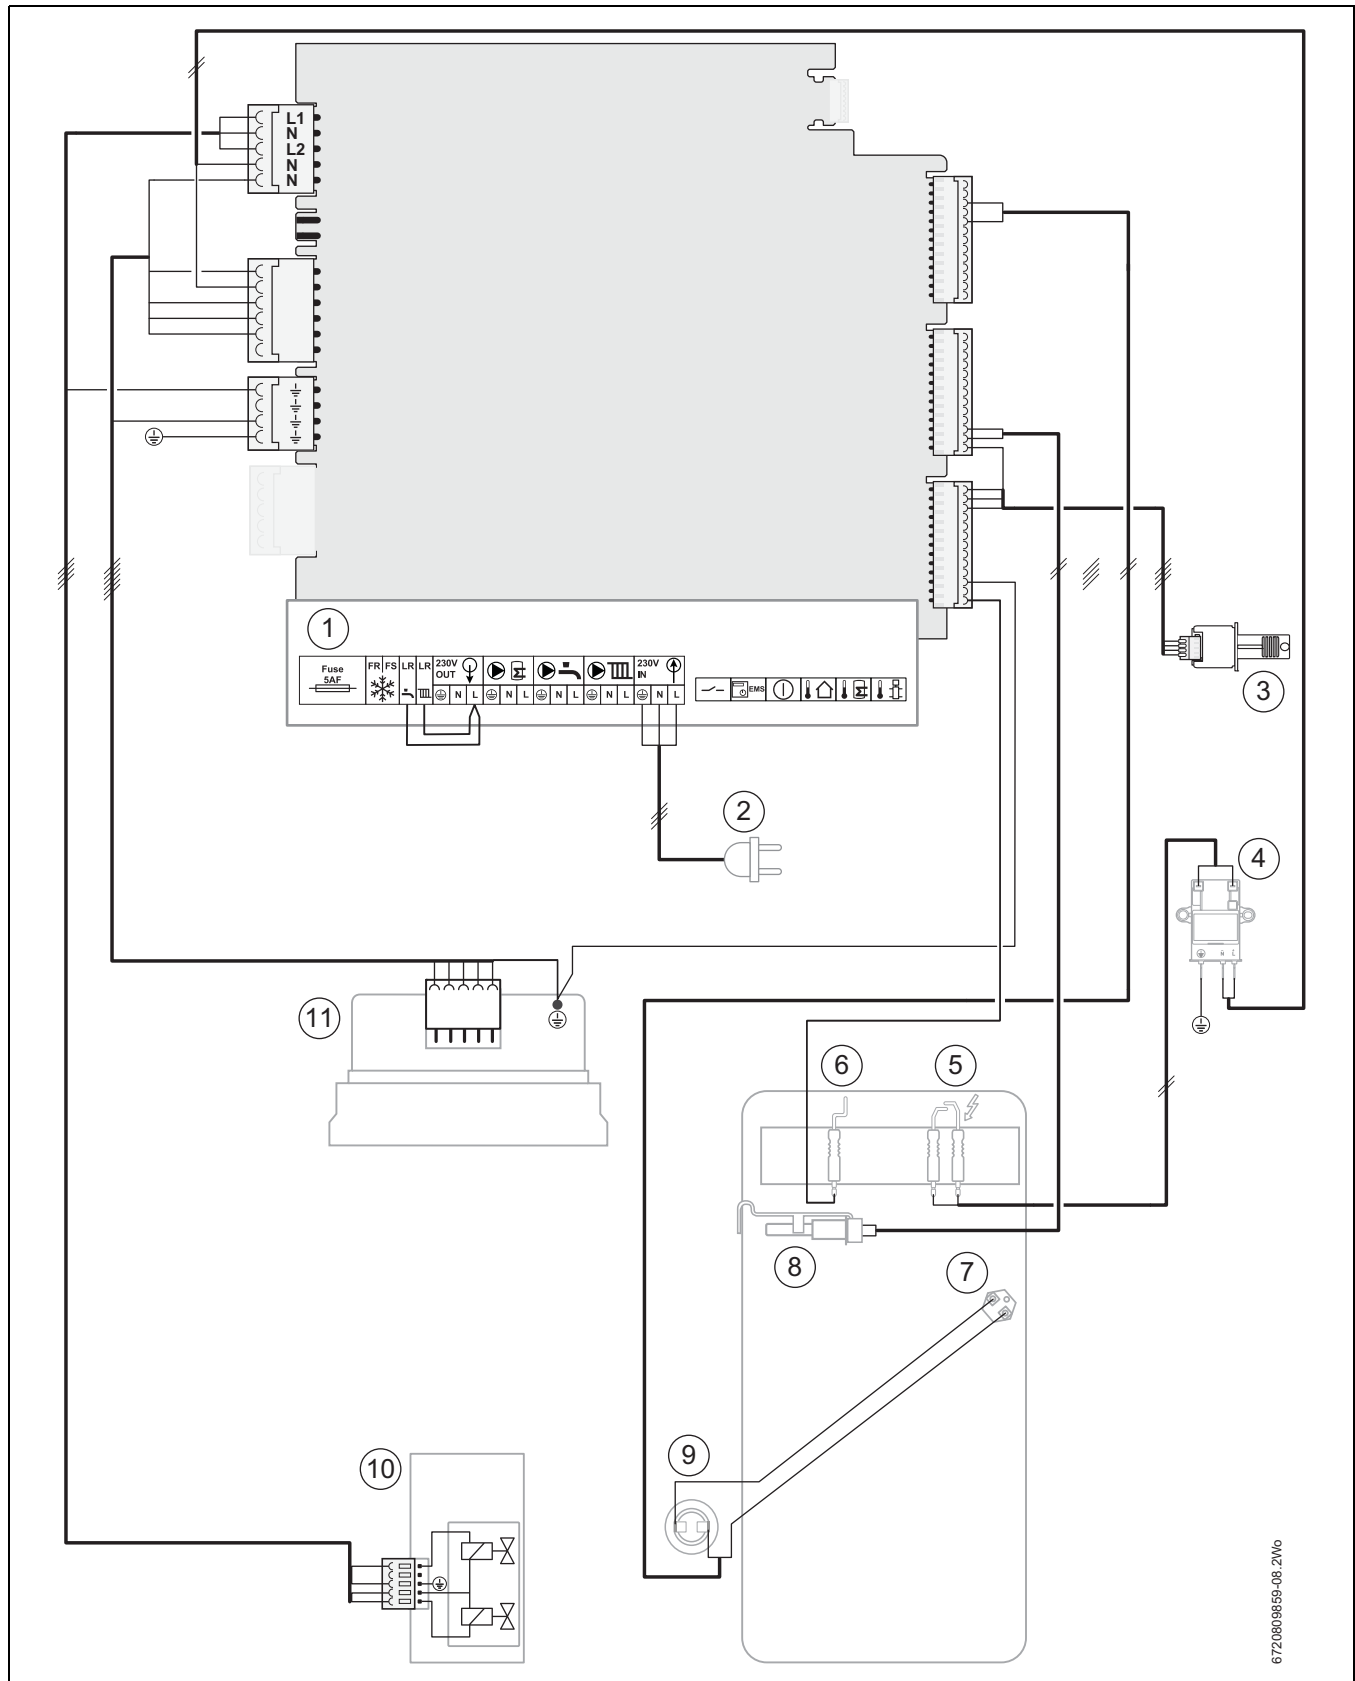 L1
N
L2
N
N
1
Fuse
5AF
FR FS LR LR
230V
OUT
230V
IN
N L N L N L N L N L
EMS
2
3
4
N L
5
6
7
8
9
10
11
6720809859-08.2Wo